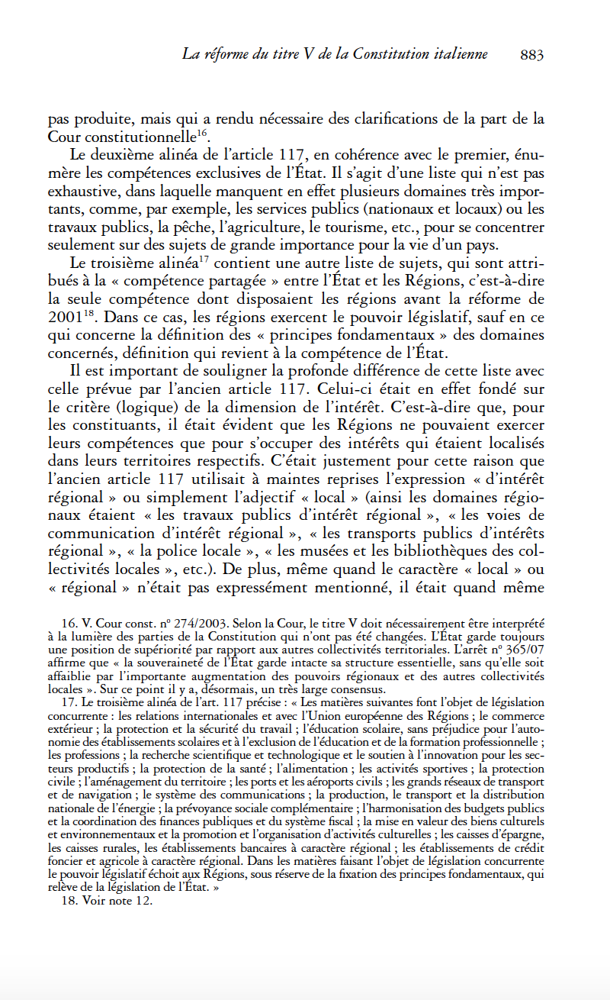 La réforme du titre V de la Constitution italienne 883
pas produite, mais qui a rendu nécessaire des clarifications de la part de la
Cour constitutionnelle16.
Le deuxième alinéa de l’article 117, en cohérence avec le premier, énu-
mère les compétences exclusives de l’État. Il s’agit d’une liste qui n’est pas
exhaustive, dans laquelle manquent en effet plusieurs domaines très impor-
tants, comme, par exemple, les services publics (nationaux et locaux) ou les
travaux publics, la pêche, l’agriculture, le tourisme, etc., pour se concentrer
seulement sur des sujets de grande importance pour la vie d’un pays.
Le troisième alinéa17 contient une autre liste de sujets, qui sont attri-
bués à la « compétence partagée » entre l’État et les Régions, c’est-à-dire
la seule compétence dont disposaient les régions avant la réforme de
200118. Dans ce cas, les régions exercent le pouvoir législatif, sauf en ce
qui concerne la définition des « principes fondamentaux » des domaines
concernés, définition qui revient à la compétence de l’État.
Il est important de souligner la profonde différence de cette liste avec
celle prévue par l’ancien article 117. Celui-ci était en effet fondé sur
le critère (logique) de la dimension de l’intérêt. C’est-à-dire que, pour
les constituants, il était évident que les Régions ne pouvaient exercer
leurs compétences que pour s’occuper des intérêts qui étaient localisés
dans leurs territoires respectifs. C’était justement pour cette raison que
l’ancien article 117 utilisait à maintes reprises l’expression « d’intérêt
régional » ou simplement l’adjectif « local » (ainsi les domaines régio-
naux étaient « les travaux publics d’intérêt régional », « les voies de
communication d’intérêt régional », « les transports publics d’intérêts
régional », « la police locale », « les musées et les bibliothèques des col-
lectivités locales », etc.). De plus, même quand le caractère « local » ou
« régional » n’était pas expressément mentionné, il était quand même
16. V. Cour const. nº 274/2003. Selon la Cour, le titre V doit nécessairement être interprété
à la lumière des parties de la Constitution qui n’ont pas été changées. L’État garde toujours
une position de supériorité par rapport aux autres collectivités territoriales. L’arrêt nº 365/07
affirme que « la souveraineté de l’État garde intacte sa structure essentielle, sans qu’elle soit
affaiblie par l’importante augmentation des pouvoirs régionaux et des autres collectivités
locales ». Sur ce point il y a, désormais, un très large consensus.
17. Le troisième alinéa de l’art. 117 précise : « Les matières suivantes font l’objet de législation
concurrente : les relations internationales et avec l’Union européenne des Régions ; le commerce
extérieur ; la protection et la sécurité du travail ; l’éducation scolaire, sans préjudice pour l’auto-
nomie des établissements scolaires et à l’exclusion de l’éducation et de la formation professionnelle ;
les professions ; la recherche scientifique et technologique et le soutien à l’innovation pour les sec-
teurs productifs ; la protection de la santé ; l’alimentation ; les activités sportives ; la protection
civile ; l’aménagement du territoire ; les ports et les aéroports civils ; les grands réseaux de transport
et de navigation ; le système des communications ; la production, le transport et la distribution
nationale de l’énergie ; la prévoyance sociale complémentaire ; l’harmonisation des budgets publics
et la coordination des finances publiques et du système fiscal ; la mise en valeur des biens culturels
et environnementaux et la promotion et l’organisation d’activités culturelles ; les caisses d’épargne,
les caisses rurales, les établissements bancaires à caractère régional ; les établissements de crédit
foncier et agricole à caractère régional. Dans les matières faisant l’objet de législation concurrente
le pouvoir législatif échoit aux Régions, sous réserve de la fixation des principes fondamentaux, qui
relève de la législation de l’État. »
18. Voir note 12.